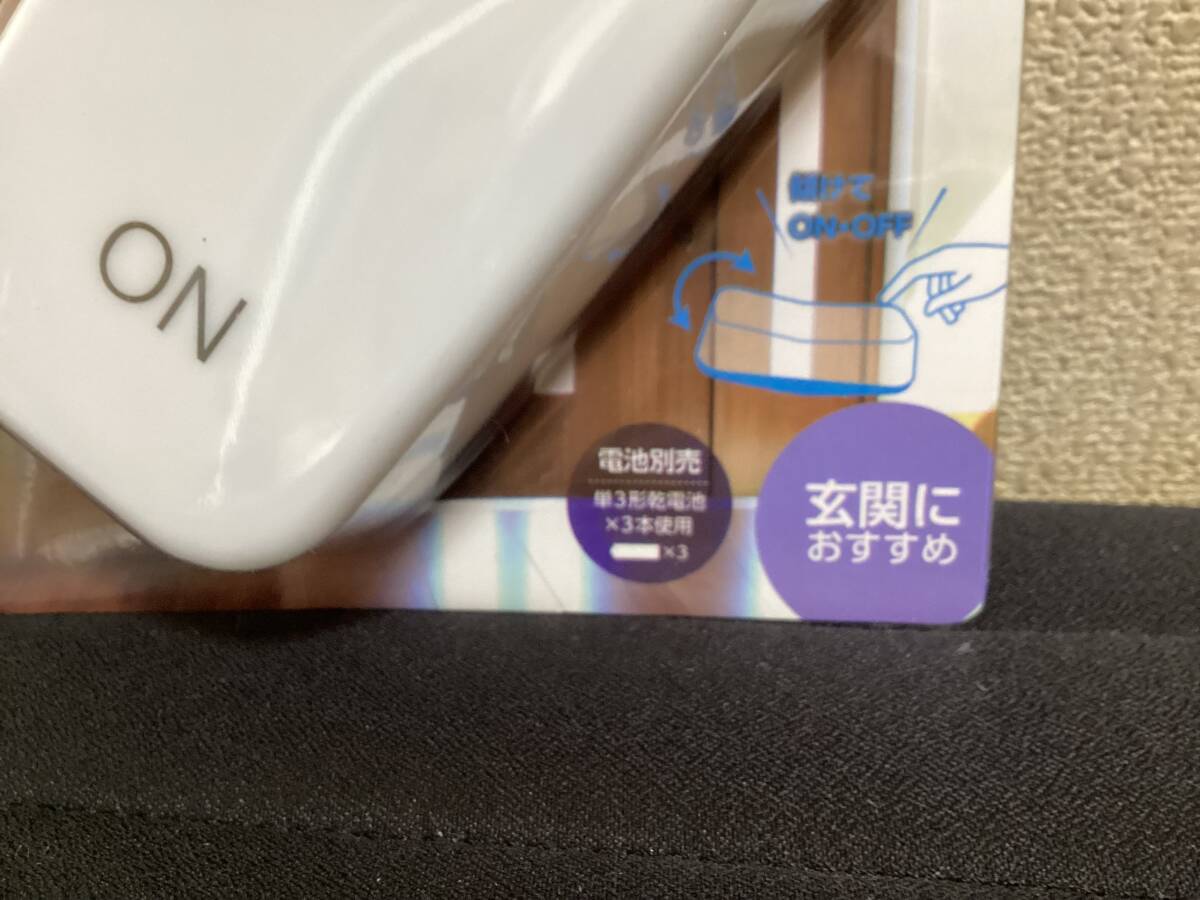 ON
傾けて
ON・OFF
電池別売
単3形乾電池
×3本使用
×3
玄関に
おすすめ